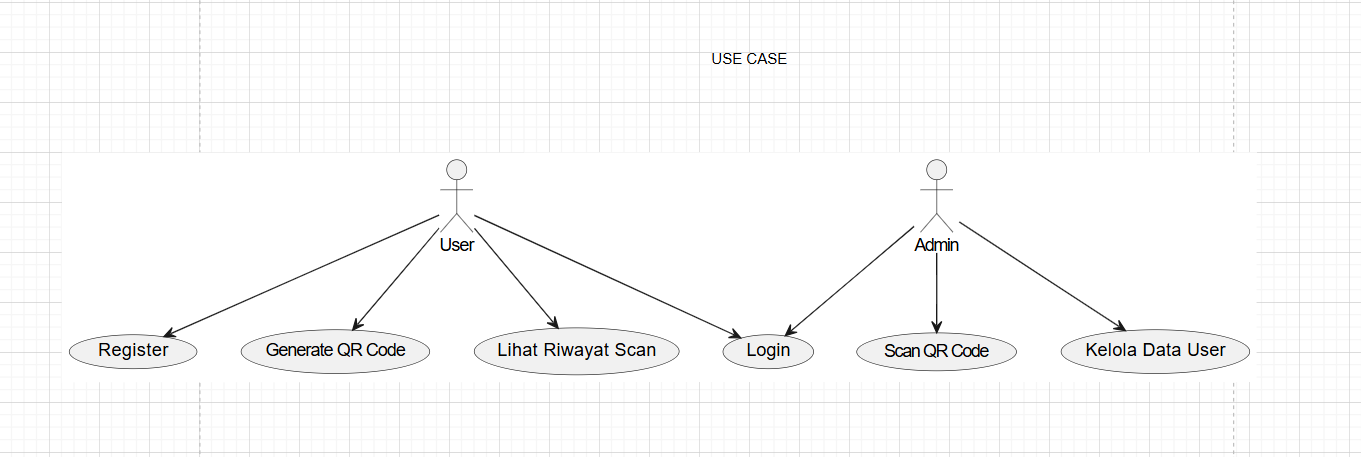 USE CASE
User
Admin
Register
Generate QR Code
Lihat Riwayat Scan
Login
Scan QR Code
Kelola Data User